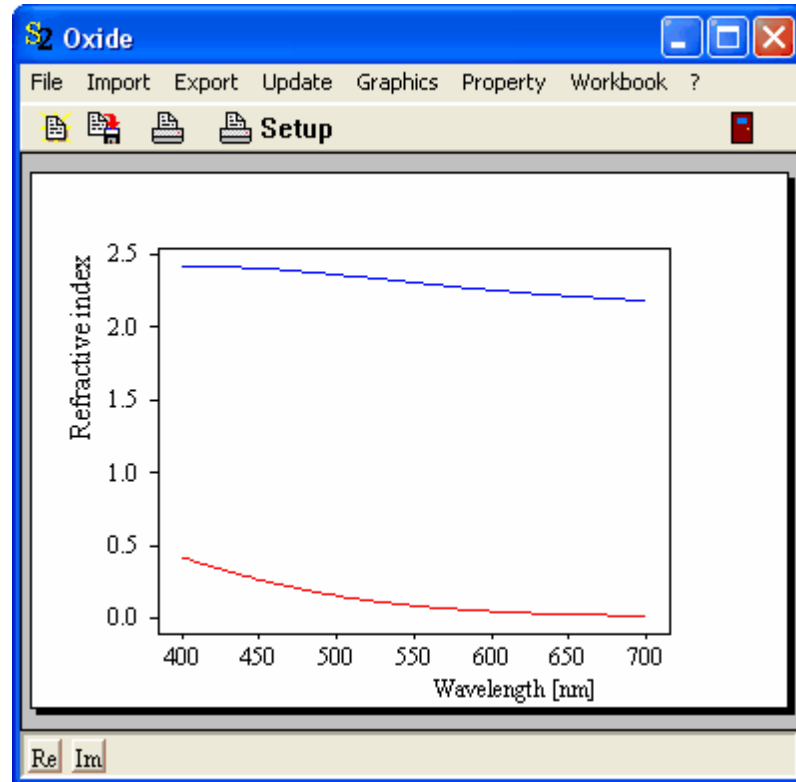 S2 Oxide
File Import Export Update Graphics Property Workbook ?
Setup
Refractive index
2.5
2.0
1.5
1.0
0.5
0.0
400 450 500 550 600 650 700
Wavelength [nm]
Re Im